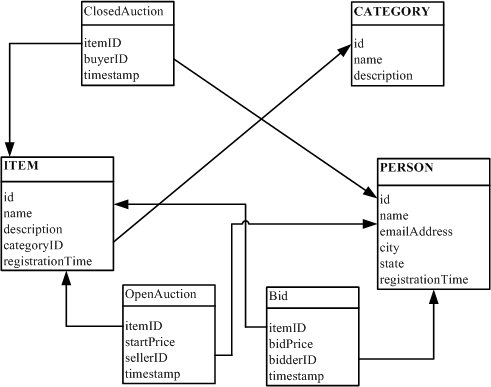 ClosedAuction
itemID
buyerID
timestamp
CATEGORY
id
name
description
ITEM
id
name
description
categoryID
registrationTime
PERSON
id
name
emailAddress
city
state
registrationTime
OpenAuction
itemID
startPrice
sellerID
timestamp
Bid
itemID
bidPrice
bidderID
timestamp